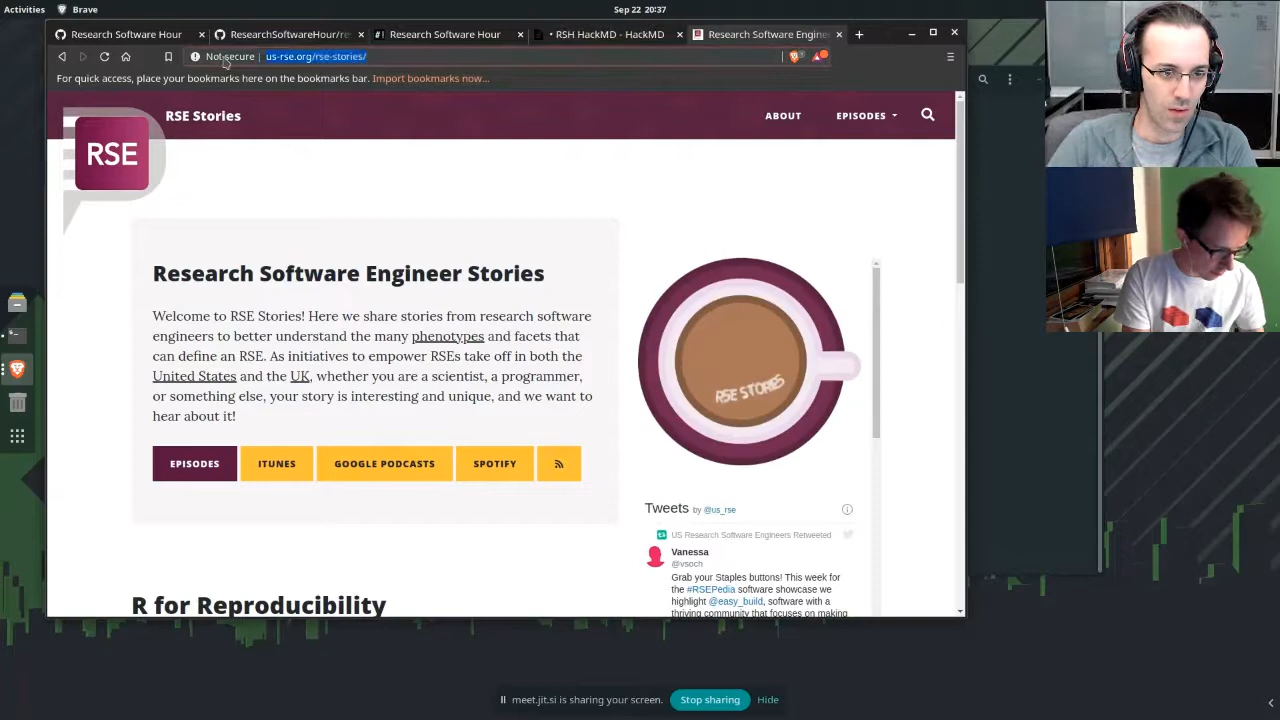 Activities
Brave
Sep 22 20:37
Research Software Hour
ResearchSoftwareHour/re
Research Software Hour
• RSH HackMD - HackMD
Research Software Engine
Not secure | us-rse.org/rse-stories/
For quick access, place your bookmarks here on the bookmarks bar. Import bookmarks now...
RSE
RSE Stories
ABOUT
EPISODES
Research Software Engineer Stories
Welcome to RSE Stories! Here we share stories from research software
engineers to better understand the many phenotypes and facets that
can define an RSE. As initiatives to empower RSEs take off in both the
United States and the UK, whether you are a scientist, a programmer,
or something else, your story is interesting and unique, and we want to
hear about it!
EPISODES
ITUNES
GOOGLE PODCASTS
SPOTIFY
RSE STORIES
Tweets by @us_rse
US Research Software Engineers Retweeted
Vanessa
@vsoch
Grab your Staples buttons! This week for
the #RSEPedia software showcase we
highlight @easy_build, software with a
thriving community that focuses on making
R for Reproducibility
meet.jit.si is sharing your screen.
Stop sharing
Hide